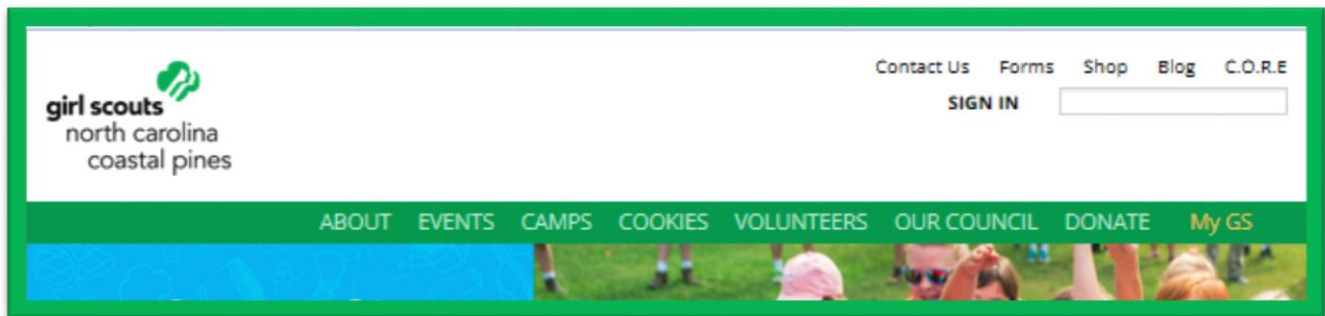 girl scouts
north carolina
coastal pines
Contact Us Forms Shop Blog C.O.R.E
SIGN IN
ABOUT EVENTS CAMPS COOKIES VOLUNTEERS OUR COUNCIL DONATE My GS